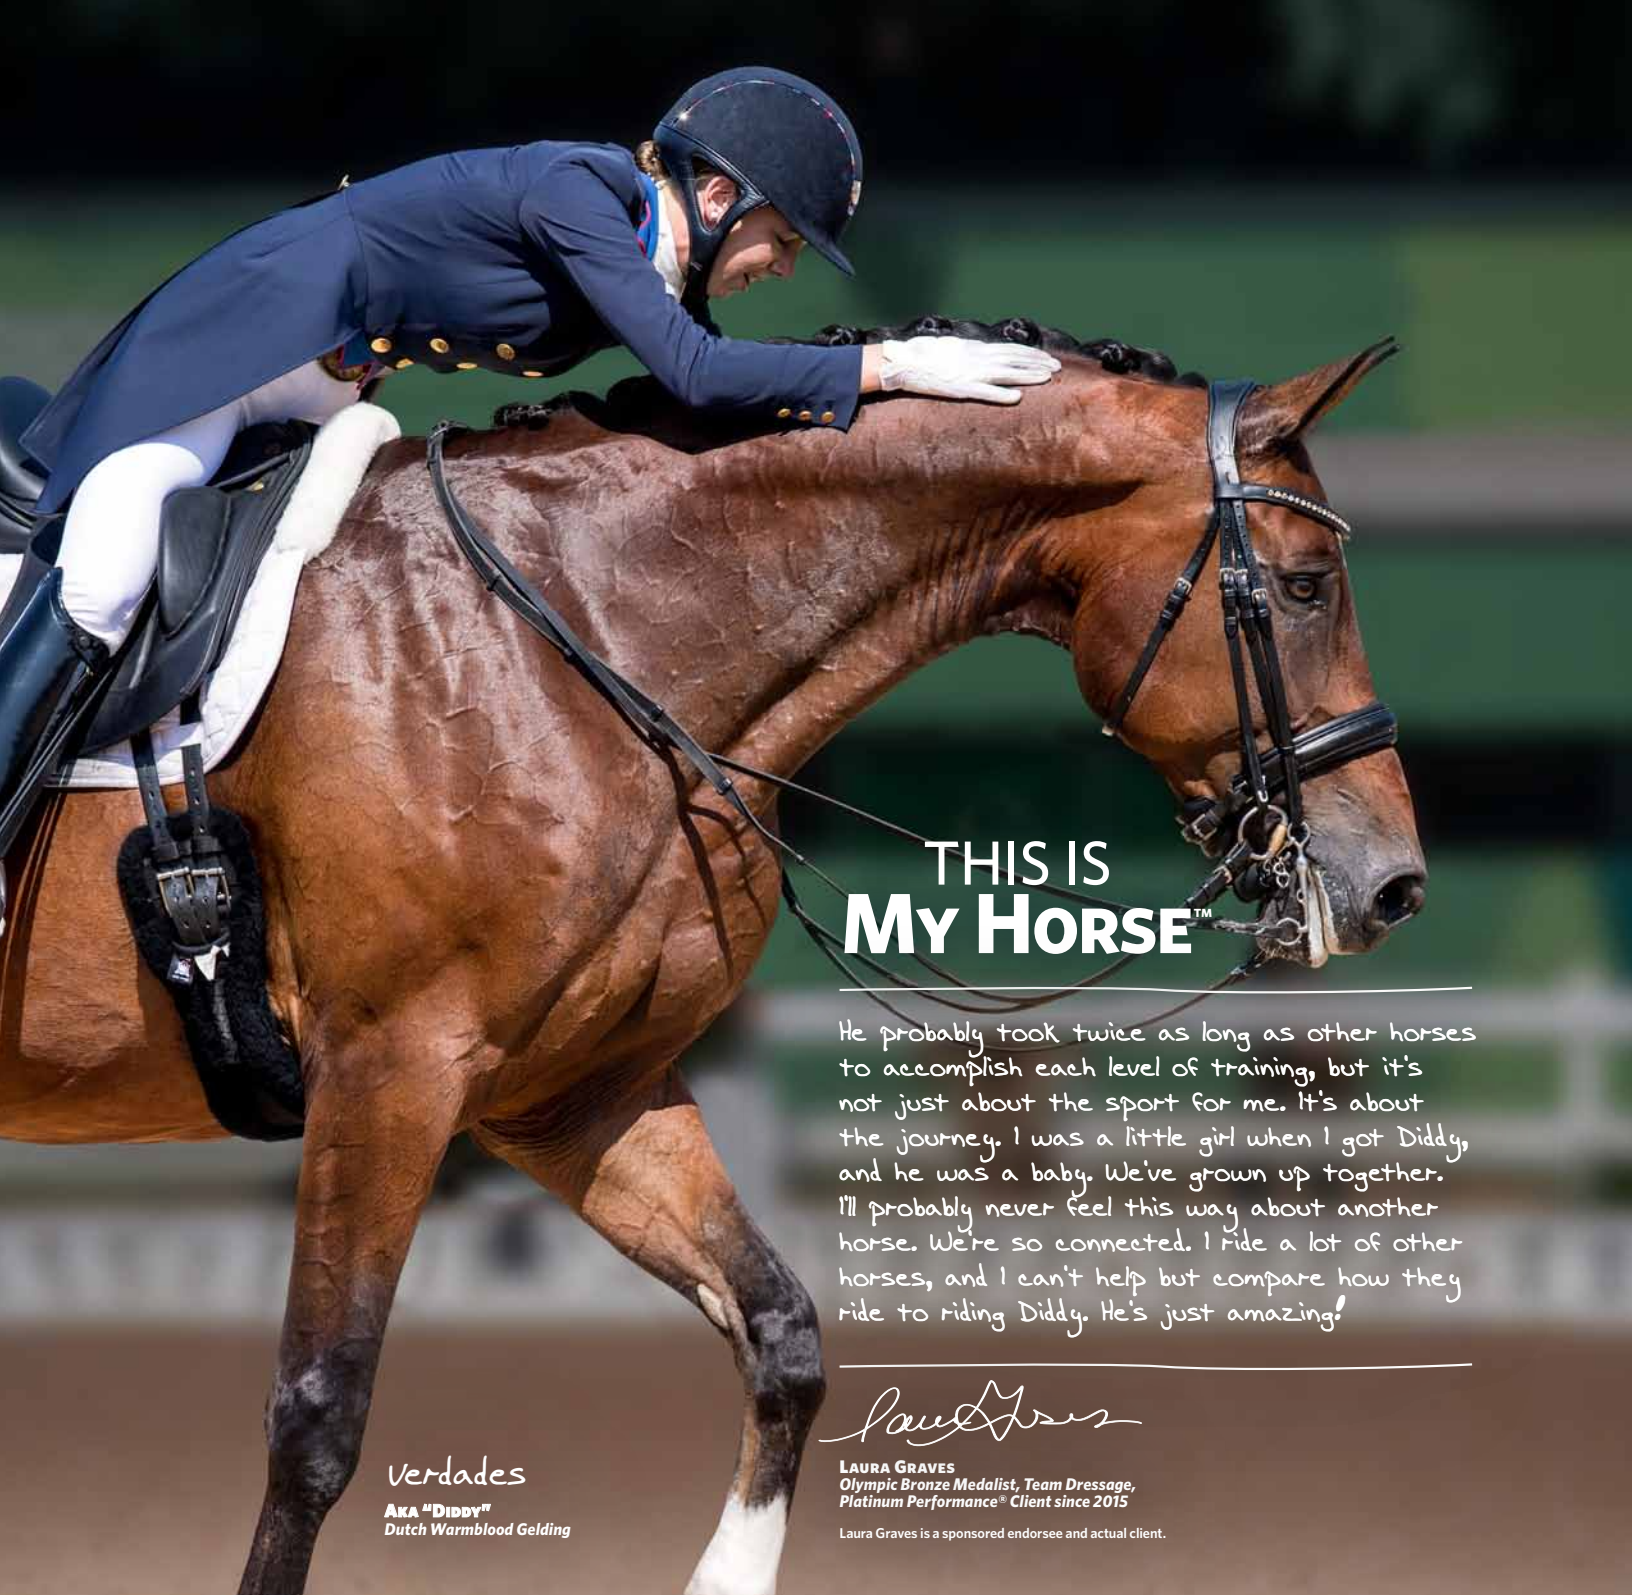 THIS IS
MY HORSE™
He probably took twice as long as other horses
to accomplish each level of training, but it's
not just about the sport for me. It's about
the journey. I was a little girl when I got Diddy,
and he was a baby. We've grown up together.
I'll probably never feel this way about another
horse. We're so connected. I ride a lot of other
horses, and I can't help but compare how they
ride to riding Diddy. He's just amazing!
Laura Graves
LAURA GRAVES
Olympic Bronze Medalist, Team Dressage,
Platinum Performance® Client since 2015
Laura Graves is a sponsored endorsee and actual client.
Verdades
AKA "DIDDY"
Dutch Warmblood Gelding